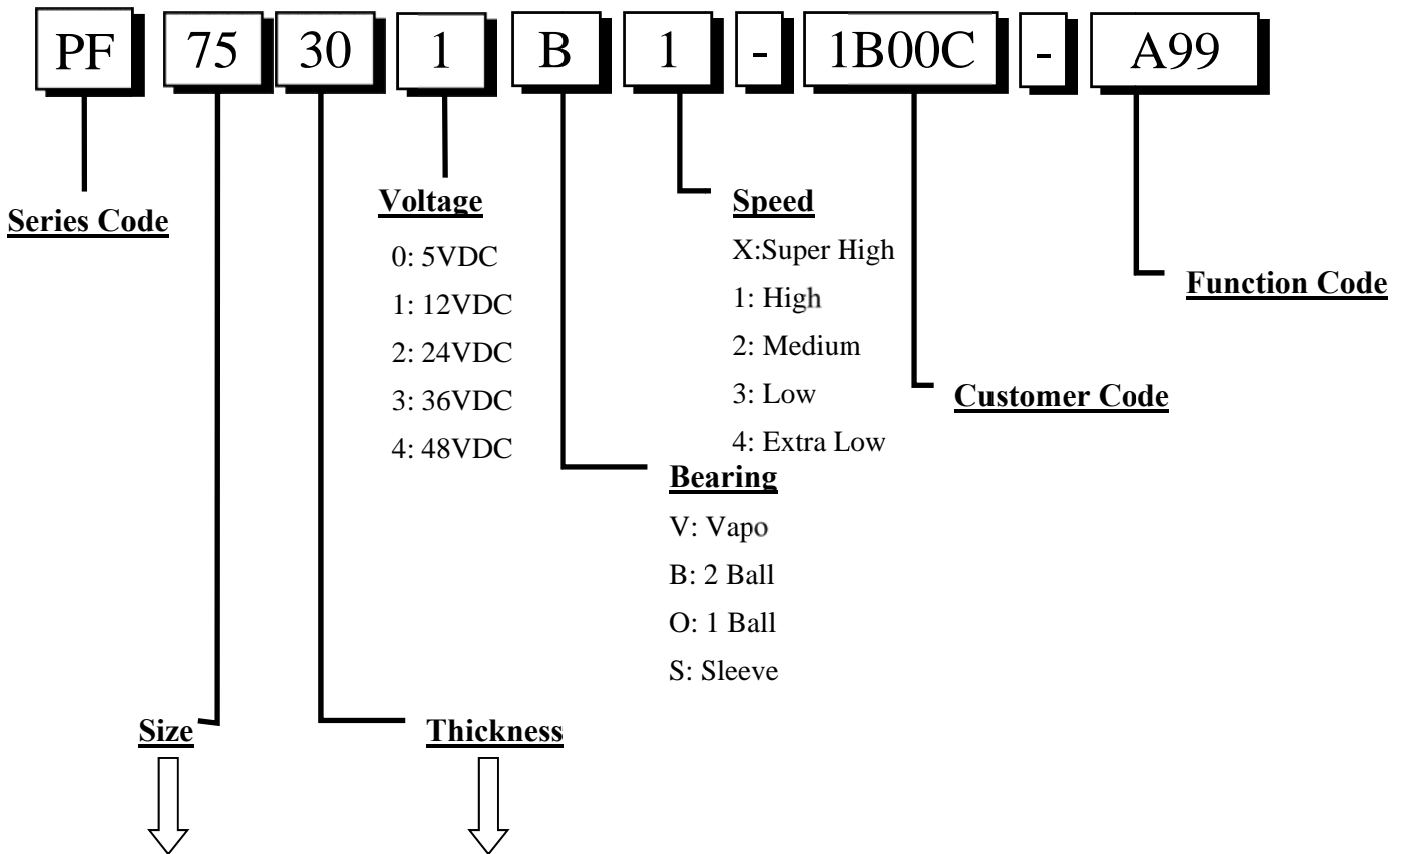 PF 75 30 1 B 1 - 1B00C - A99
Series Code
Voltage
0: 5VDC
1: 12VDC
2: 24VDC
3: 36VDC
4: 48VDC
Speed
X:Super High
1: High
2: Medium
3: Low
4: Extra Low
Function Code
Customer Code
Bearing
V: Vapo
B: 2 Ball
O: 1 Ball
S: Sleeve
Size
Thickness